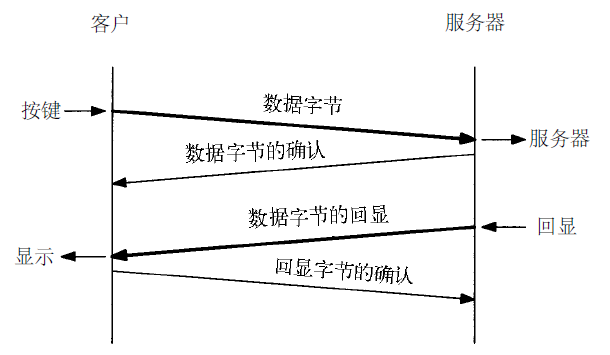 客户
服务器
按键
数据字节
服务器
数据字节的确认
数据字节的回显
回显
显示
回显字节的确认